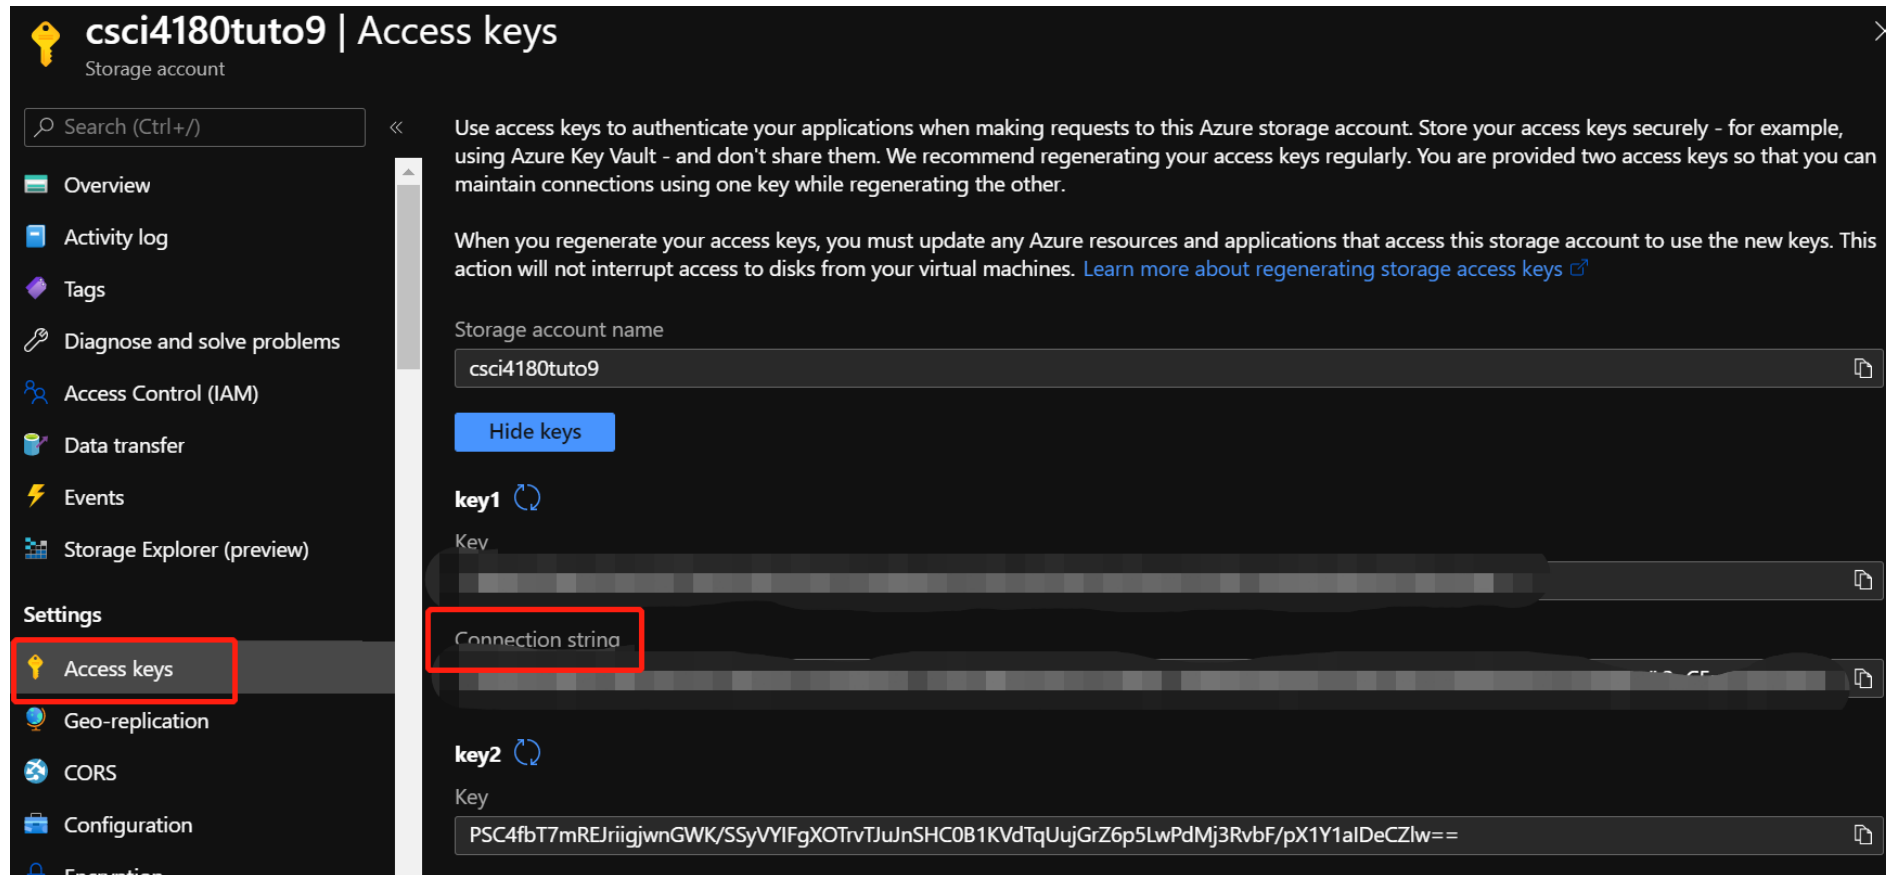 csci4180tuto9 | Access keys
Storage account
Search (Ctrl+/)
«
Overview
Activity log
Tags
Diagnose and solve problems
Access Control (IAM)
Data transfer
Events
Storage Explorer (preview)
Settings
Access keys
Geo-replication
CORS
Configuration
Encryption
Use access keys to authenticate your applications when making requests to this Azure storage account. Store your access keys securely - for example,
using Azure Key Vault - and don't share them. We recommend regenerating your access keys regularly. You are provided two access keys so that you can
maintain connections using one key while regenerating the other.
When you regenerate your access keys, you must update any Azure resources and applications that access this storage account to use the new keys. This
action will not interrupt access to disks from your virtual machines. Learn more about regenerating storage access keys
Storage account name
csci4180tuto9
Hide keys
key1
Key
Connection string
key2
Key